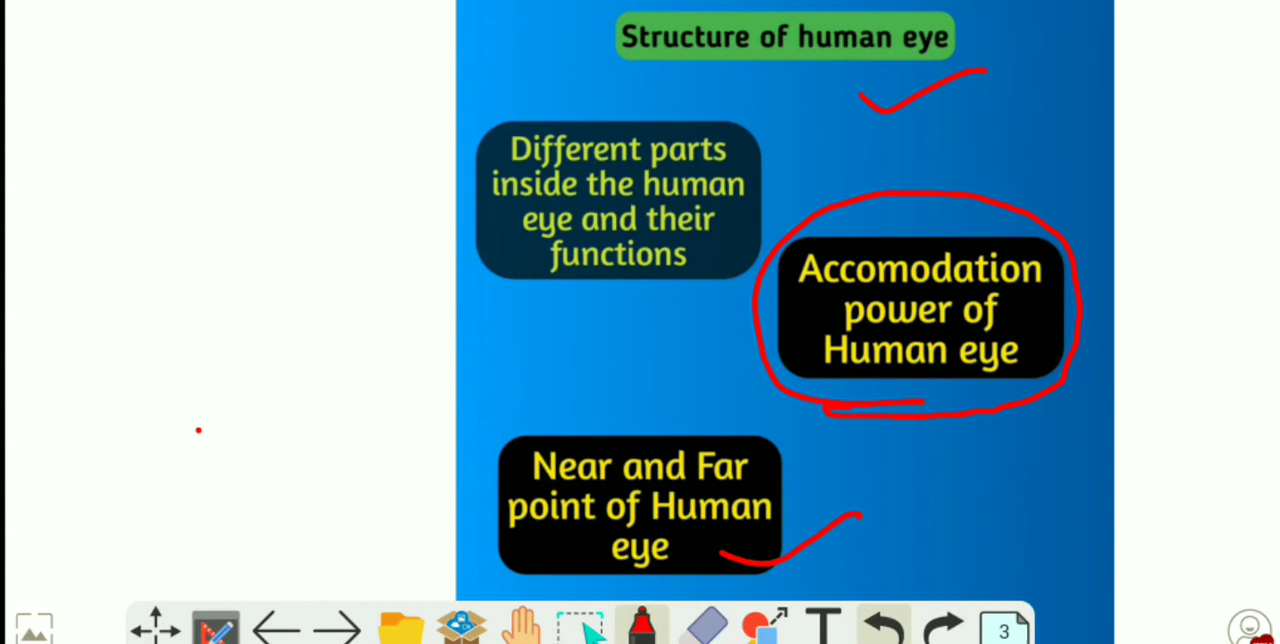 Structure of human eye
Different parts
inside the human
eye and their
functions
Accomodation
power of
Human eye
Near and Far
point of Human
eye
T
3